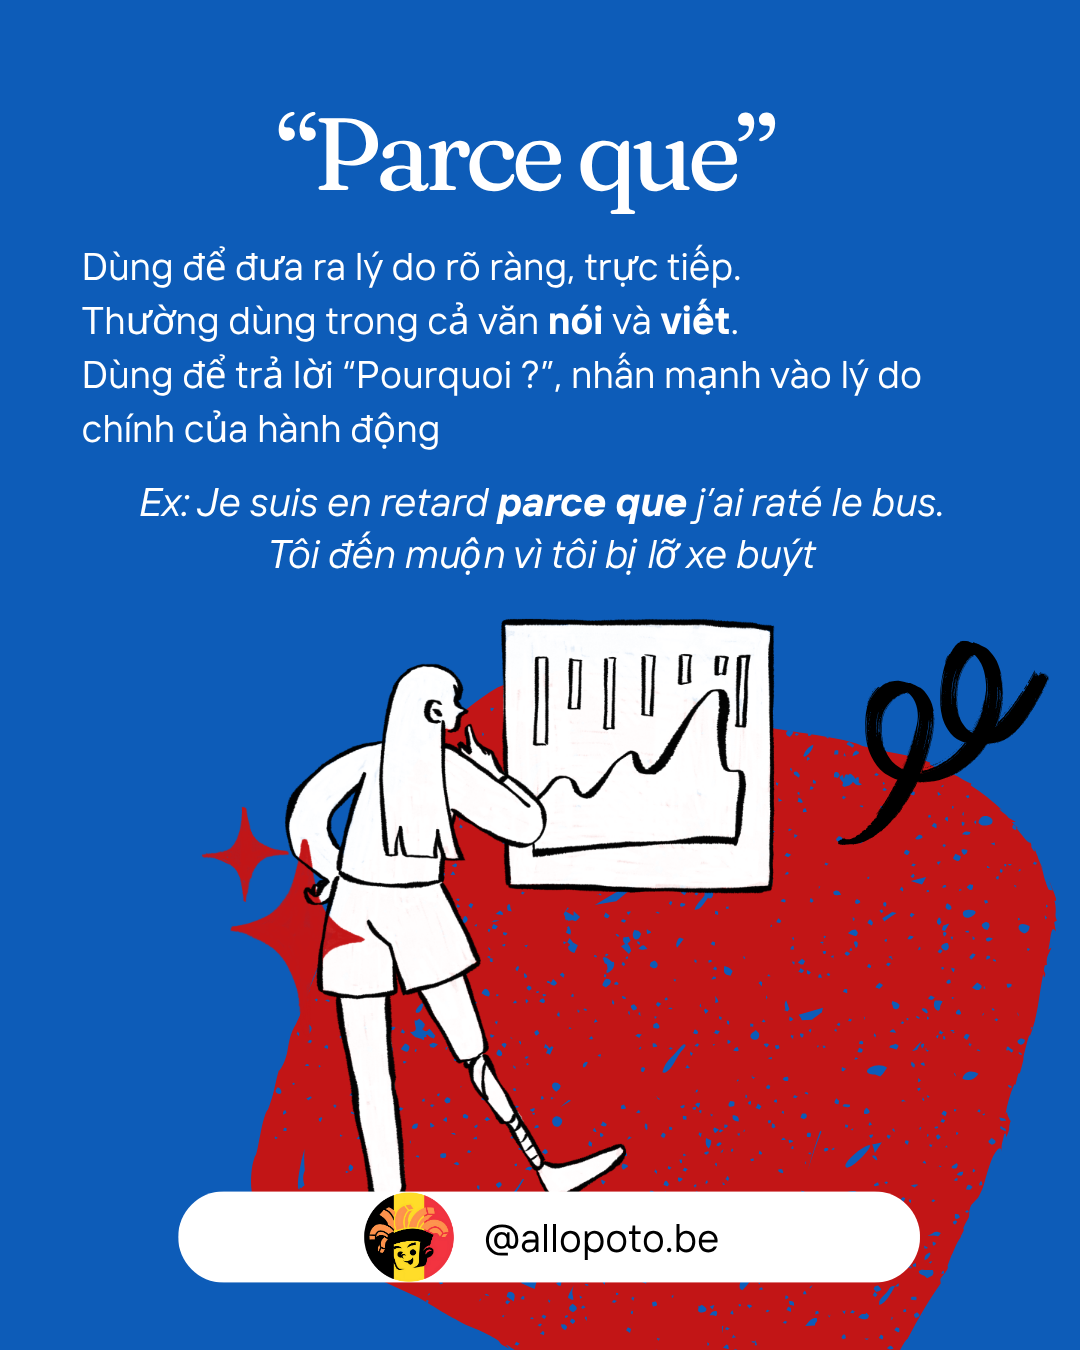 “Parce que”
Dùng để đưa ra lý do rõ ràng, trực tiếp.
Thường dùng trong cả văn nói và viết.
Dùng để trả lời “Pourquoi ?”, nhấn mạnh vào lý do
chính của hành động
Ex: Je suis en retard parce que j’ai raté le bus.
Tôi đến muộn vì tôi bị lỡ xe buýt
@allopoto.be